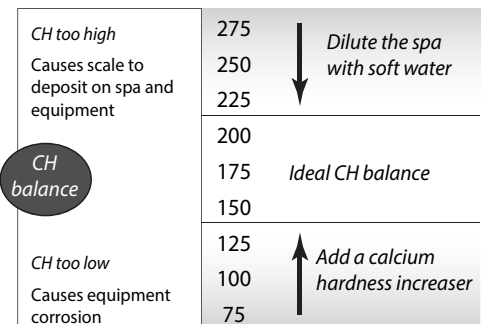 CH too high
Causes scale to
deposit on spa and
equipment
275
250
225
Dilute the spa
with soft water
CH
balance
200
175
150
Ideal CH balance
CH too low
Causes equipment
corrosion
125
100
75
Add a calcium
hardness increaser